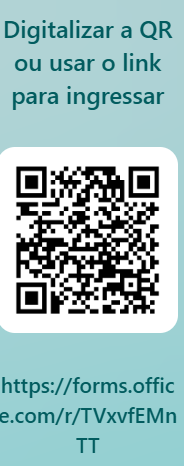 Digitalizar a QR
ou usar o link
para ingressar
https://forms.offic
e.com/r/TVxvfEMn
TT